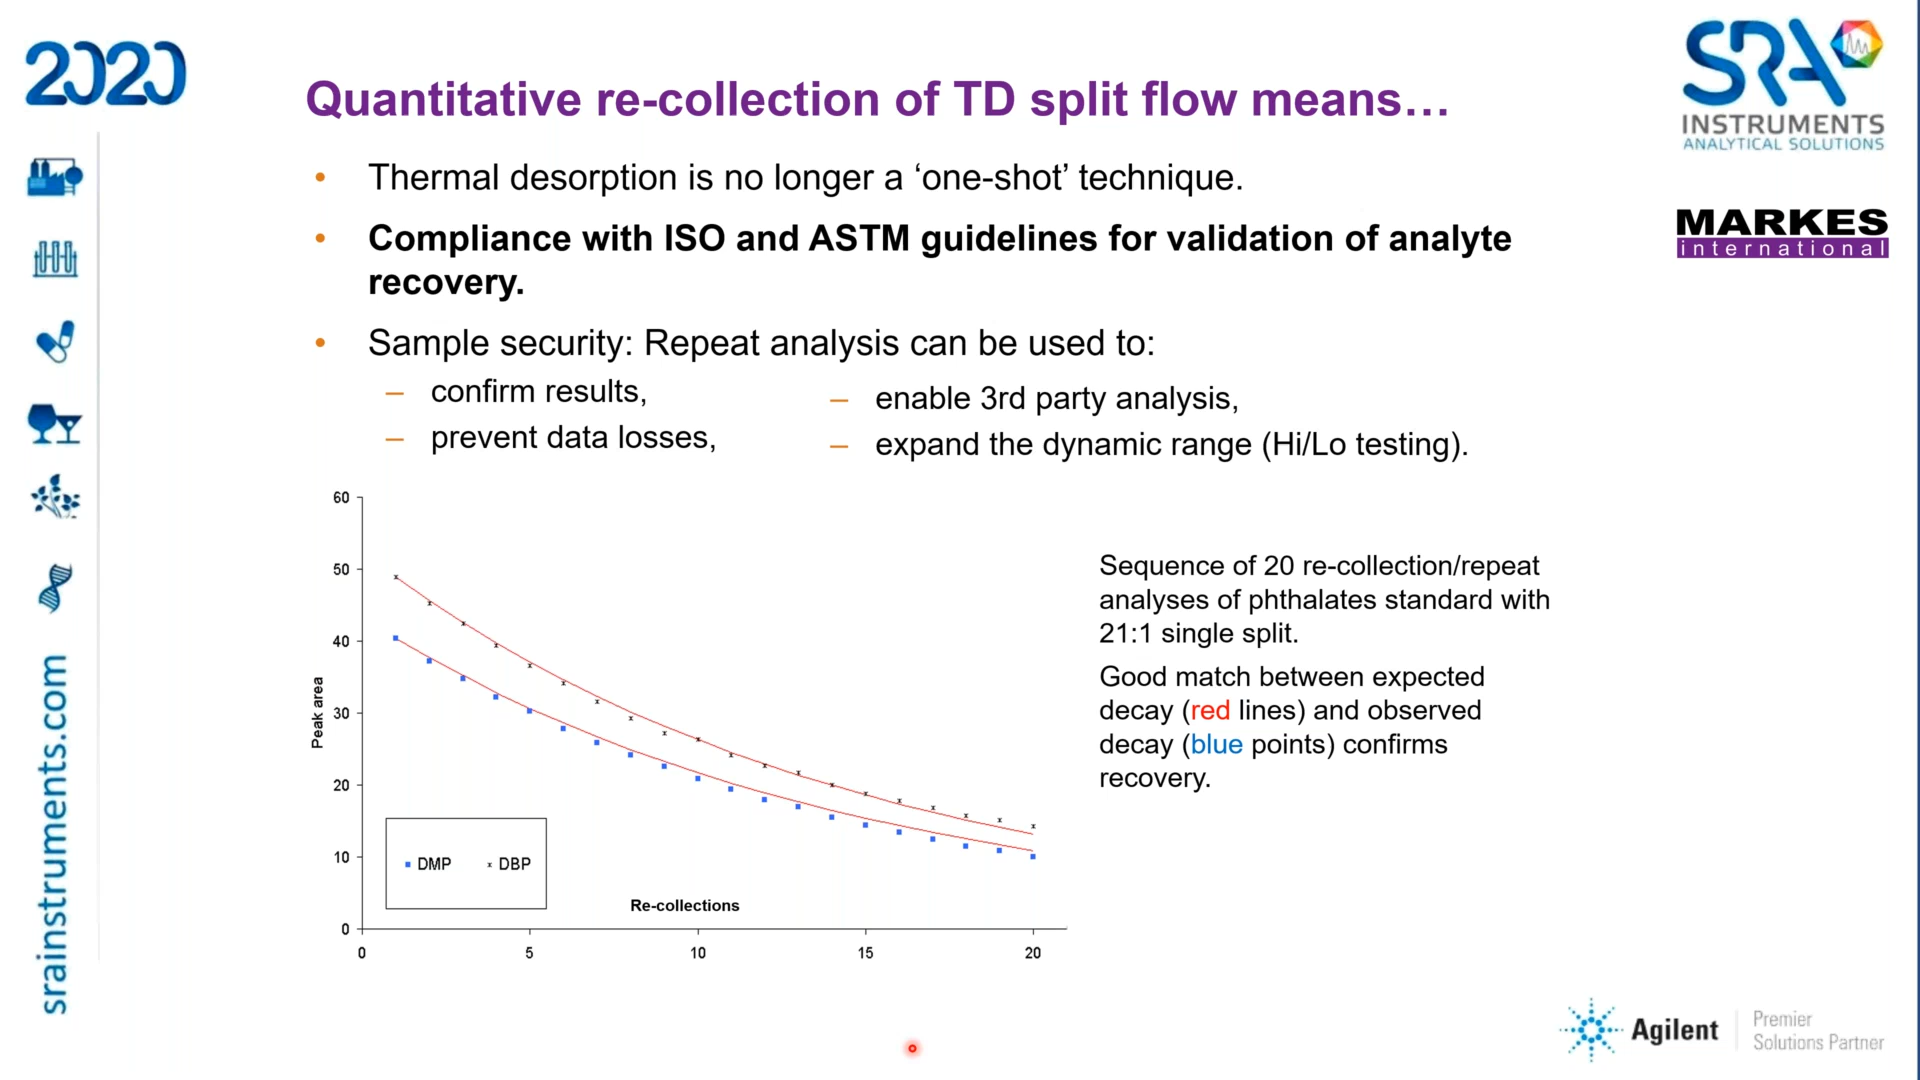 2020
Quantitative re-collection of TD split flow means…
SRA
INSTRUMENTS
ANALYTICAL SOLUTIONS
MARKES
international
• Thermal desorption is no longer a ‘one-shot’ technique.
• Compliance with ISO and ASTM guidelines for validation of analyte
recovery.
• Sample security: Repeat analysis can be used to:
– confirm results,
– prevent data losses,
– enable 3rd party analysis,
– expand the dynamic range (Hi/Lo testing).
60
50
40
30
20
10
0
Peak area
DMP DBP
Re-collections
0 5 10 15 20
Sequence of 20 re-collection/repeat
analyses of phthalates standard with
21:1 single split.
Good match between expected
decay (red lines) and observed
decay (blue points) confirms
recovery.
srainstruments.com
Agilent
Premier
Solutions Partner